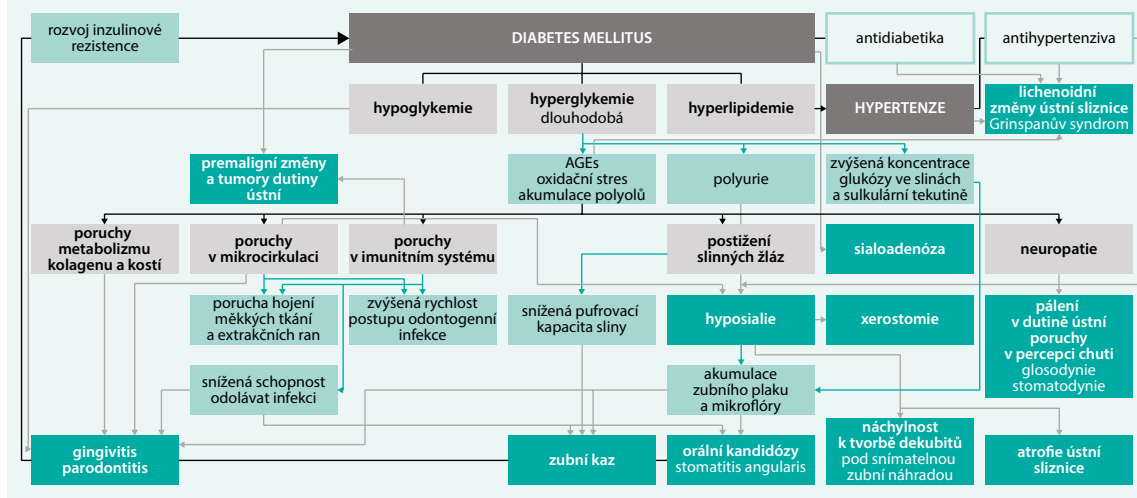 rozvoj inzulinové
rezistence
DIABETES MELLITUS
antidiabetika
antihypertenziva
hypoglykemie
hyperglykemie
dlouhodobá
hyperlipidemie
HYPERTENZE
lichenoidní
změny ústní sliznice
Grinspanův syndrom
premaligní změny
a tumory dutiny
ústní
AGEs
oxidační stres
akumulace polyolů
polyurie
zvýšená koncentrace
glukózy ve slinách
a sulkulární tekutině
poruchy
metabolizmu
kolagenu a kostí
poruchy
v mikrocirkulaci
poruchy
v imunitním systému
postižení
slinných žláz
sialoadenóza
neuropatie
porucha hojení
měkkých tkání
a extrakčních ran
zvýšená rychlost
postupu odontogenní
infekce
snížená pufrovací
kapacita sliny
hyposialie
xerostomie
pálení
v dutině ústní
poruchy
v percepci chuti
glosodynie
stomatodynie
snížená schopnost
odolávat infekci
akumulace
zubního plaku
a mikroflóry
gingivitis
parodontitis
zubní kaz
orální kandidózy
stomatitis angularis
náchylnost
k tvorbě dekubitů
pod snímatelnou
zubní náhradou
atrofie ústní
sliznice